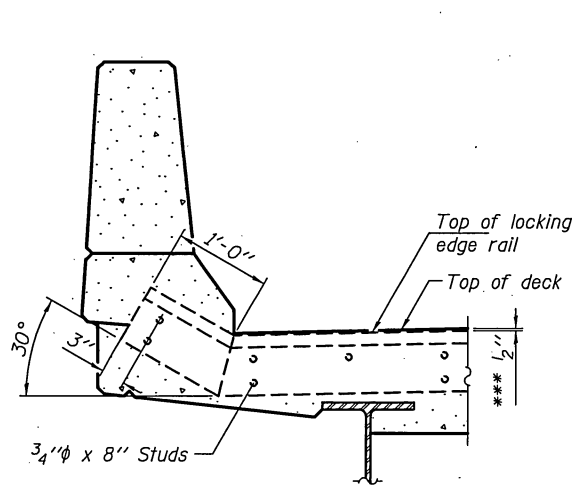 1'-0"
Top of locking
edge rail
Top of deck
30°
3"
*** 1/2"
3/4"ϕ x 8" Studs